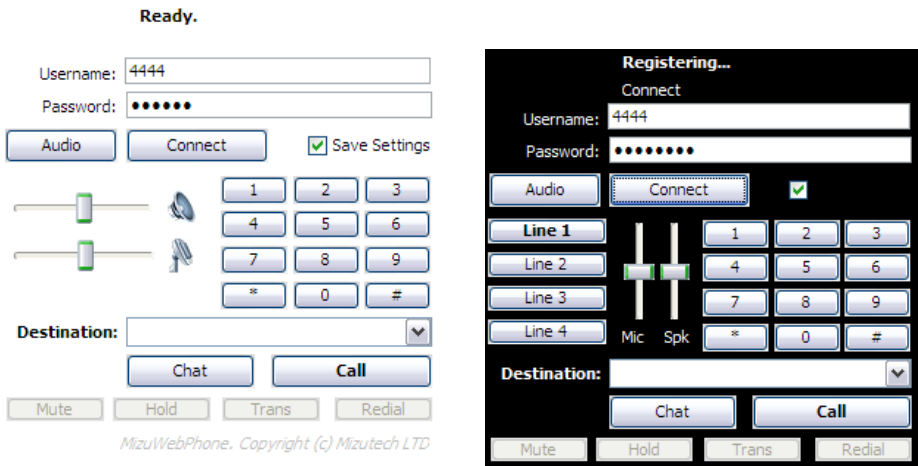 Ready.
Username: 4444
Password: ••••••
Audio Connect Save Settings
1 2 3
4 5 6
7 8 9
* 0 #
Destination:
Chat Call
Mute Hold Trans Redial
MizuWebPhone. Copyright (c) Mizutech LTD
Registering...
Connect
Username: 4444
Password: ••••••••
Audio Connect
Line 1 1 2 3
Line 2 4 5 6
Line 3 7 8 9
Line 4 Mic Spk * 0 #
Destination:
Chat Call
Mute Hold Trans Redial